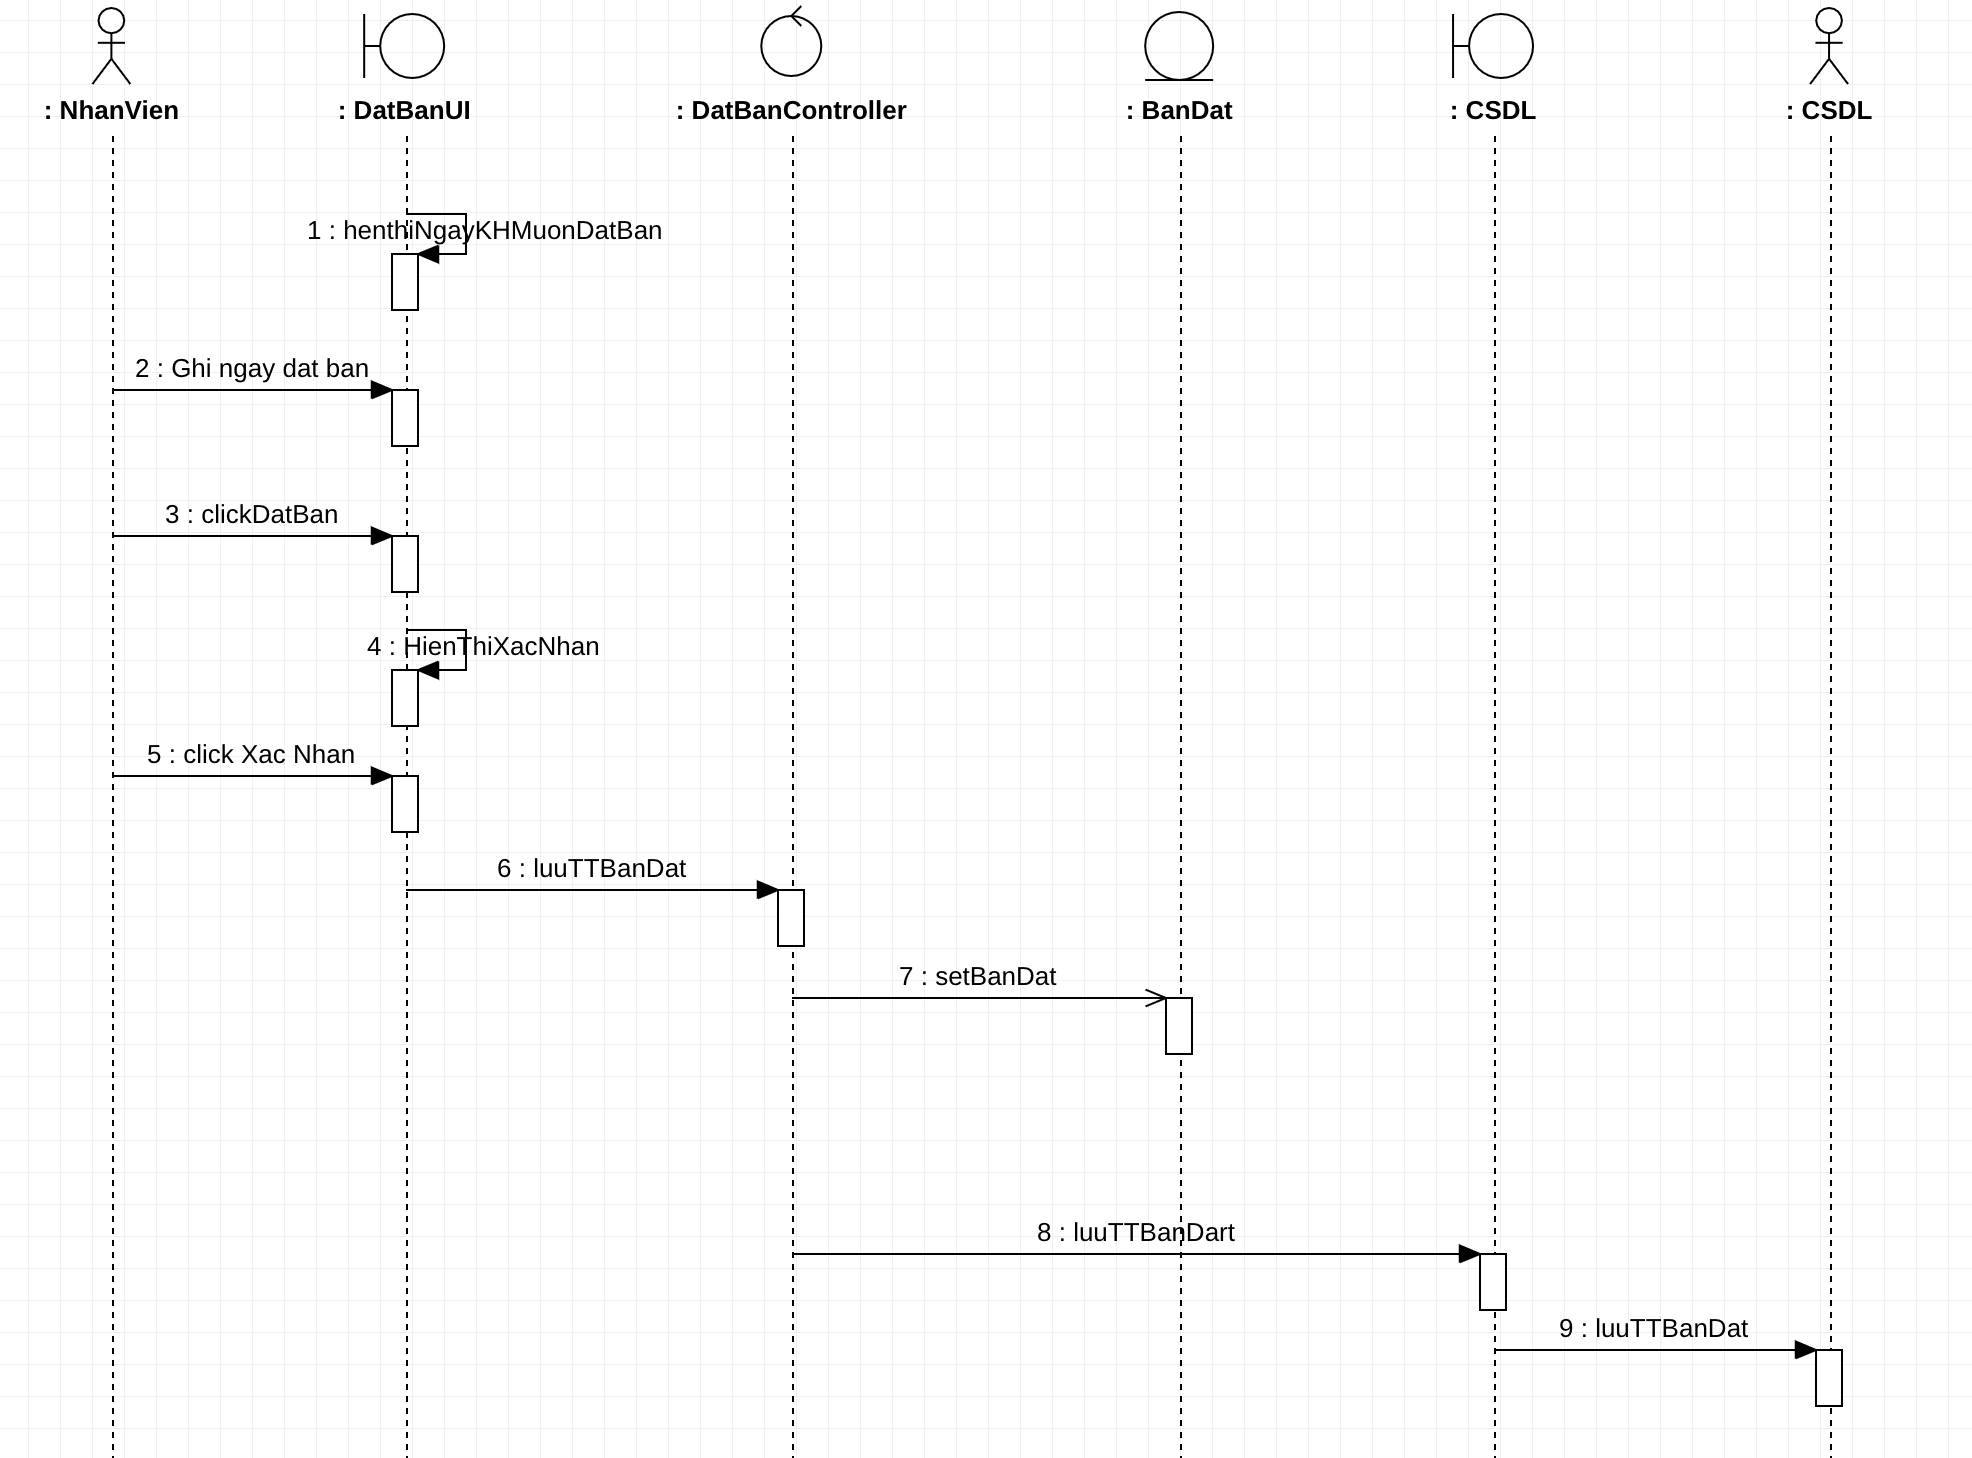 : NhanVien
: DatBanUI
: DatBanController
: BanDat
: CSDL
: CSDL
1 : henthiNgayKHMuonDatBan
2 : Ghi ngay dat ban
3 : clickDatBan
4 : HienThiXacNhan
5 : click Xac Nhan
6 : luuTTBanDat
7 : setBanDat
8 : luuTTBanDart
9 : luuTTBanDat